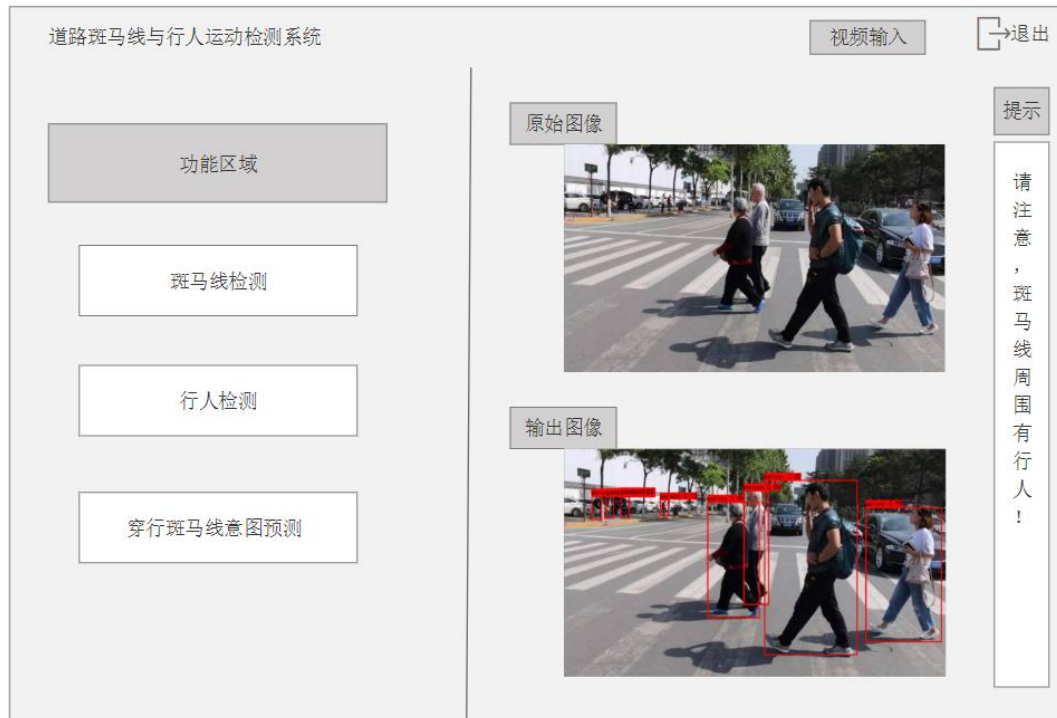 道路斑马线与行人运动检测系统
视频输入
退出
功能区域
斑马线检测
行人检测
穿行斑马线意图预测
原始图像
输出图像
提示
请注意，斑马线周围有行人！